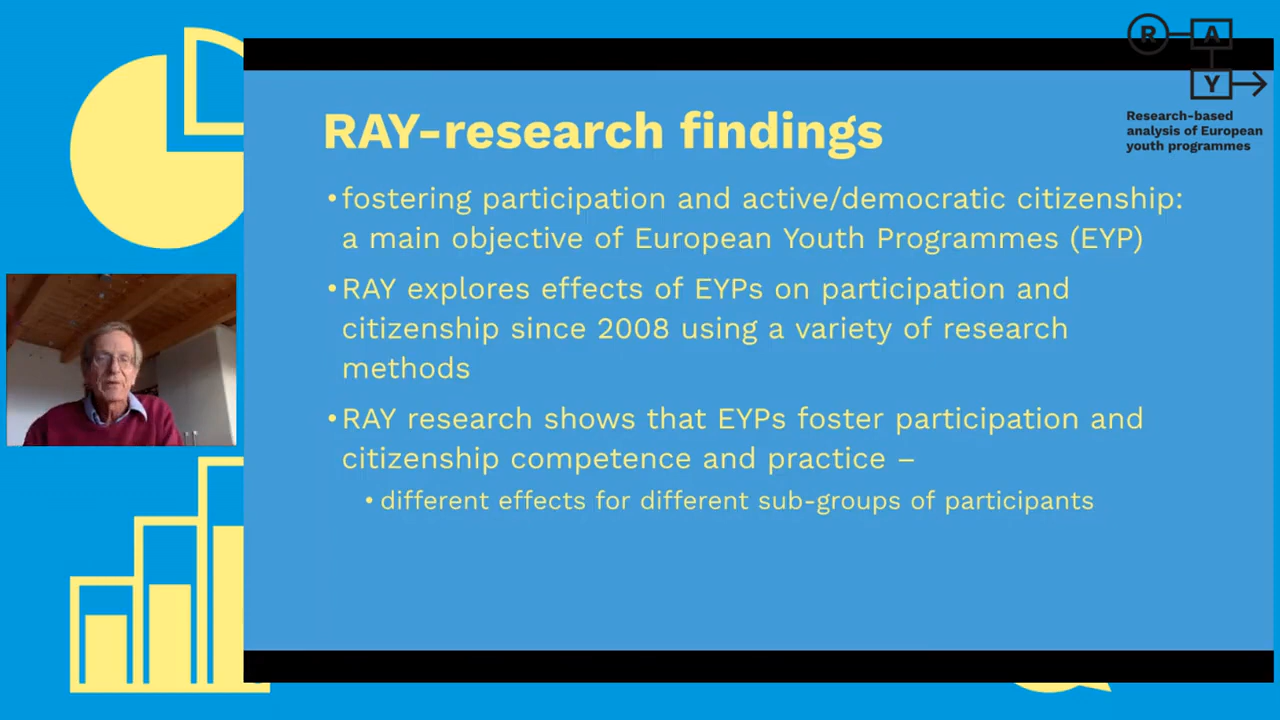 R A
Y
Research-based
analysis of European
youth programmes
RAY-research findings
•fostering participation and active/democratic citizenship:
a main objective of European Youth Programmes (EYP)
•RAY explores effects of EYPs on participation and
citizenship since 2008 using a variety of research
methods
•RAY research shows that EYPs foster participation and
citizenship competence and practice –
•different effects for different sub-groups of participants